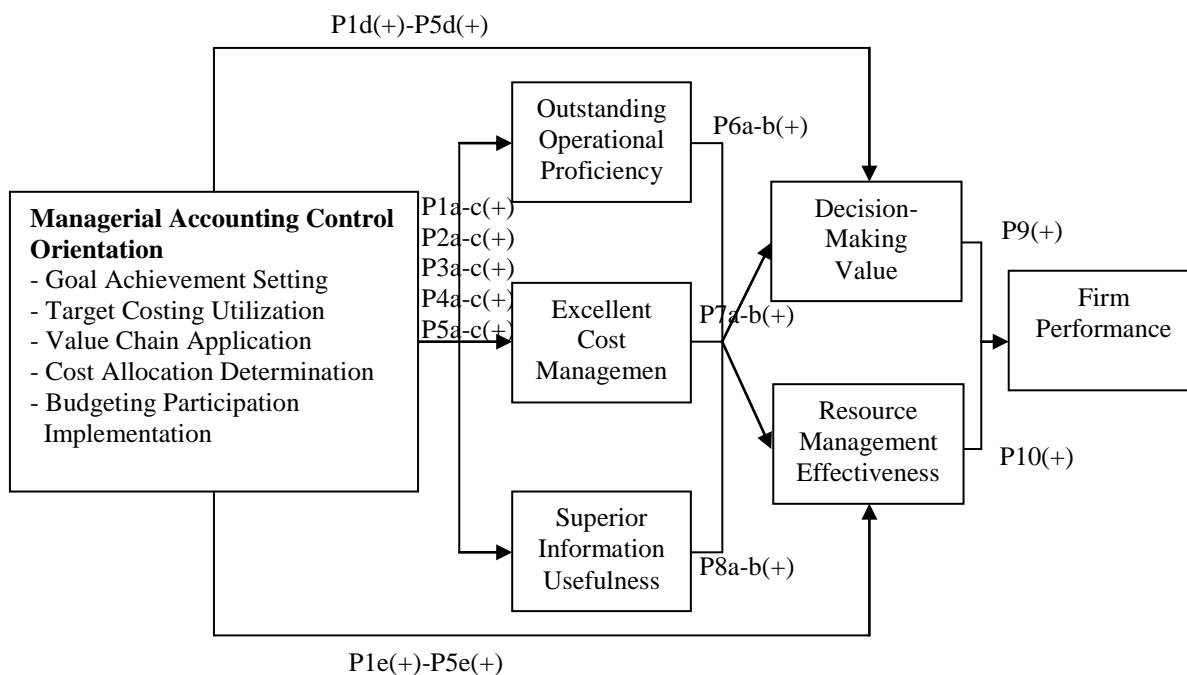 P1d(+)-P5d(+)
Outstanding
Operational
Proficiency
P6a-b(+)
Managerial Accounting Control
Orientation
- Goal Achievement Setting
- Target Costing Utilization
- Value Chain Application
- Cost Allocation Determination
- Budgeting Participation
Implementation
P1a-c(+)
P2a-c(+)
P3a-c(+)
P4a-c(+)
P5a-c(+)
Excellent
Cost
Managemen
P7a-b(+)
Decision-
Making
Value
P9(+)
Firm
Performance
Resource
Management
Effectiveness
P10(+)
Superior
Information
Usefulness
P8a-b(+)
P1e(+)-P5e(+)